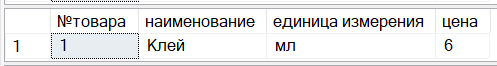 №товара наименование единица измерения цена
1 1 Клей мл 6